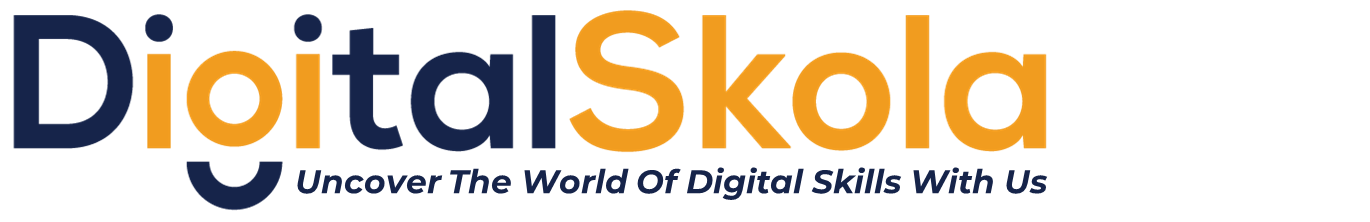 DigitalSkola
Uncover The World Of Digital Skills With Us